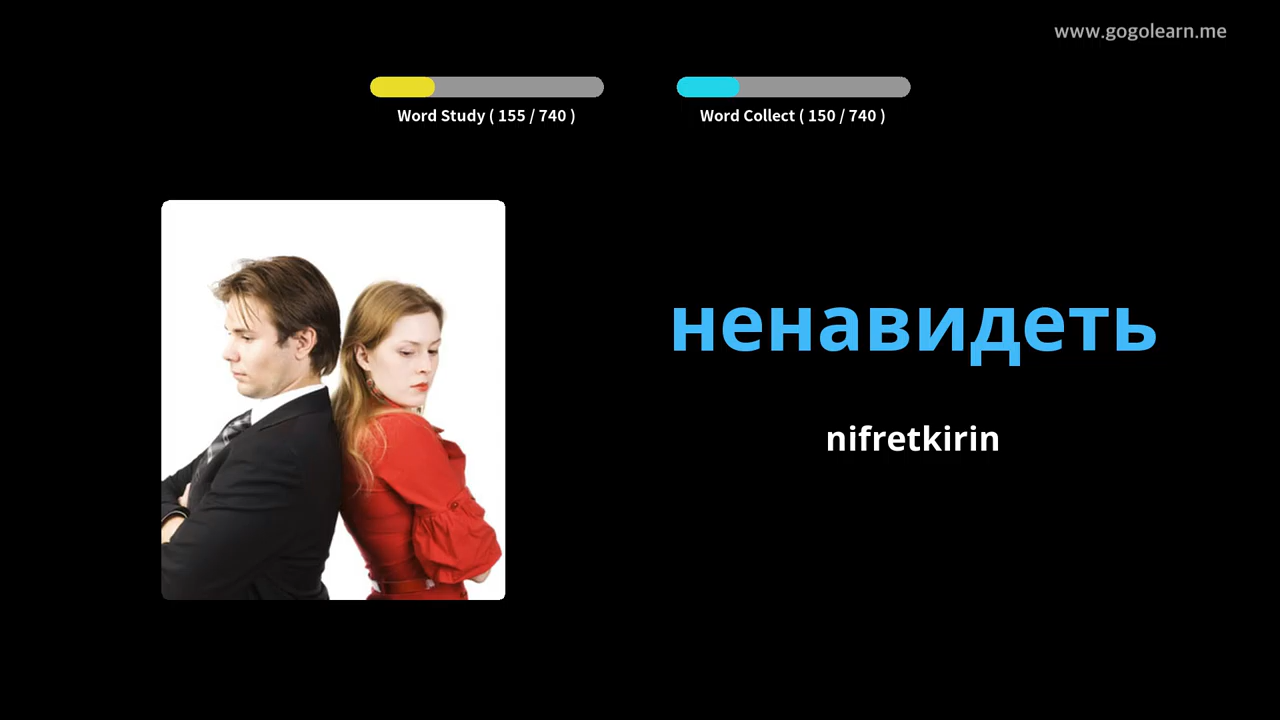 www.gogolearn.me
Word Study ( 155 / 740 )
Word Collect ( 150 / 740 )
ненавидеть
nifretkirin